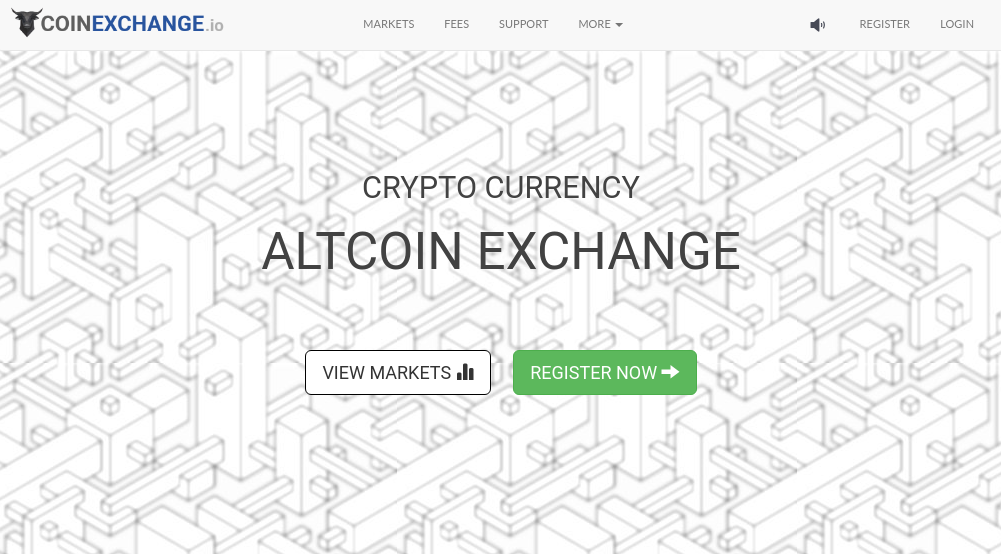 COINEXCHANGE.io
MARKETS FEES SUPPORT MORE REGISTER LOGIN
CRYPTO CURRENCY
ALTCOIN EXCHANGE
VIEW MARKETS REGISTER NOW